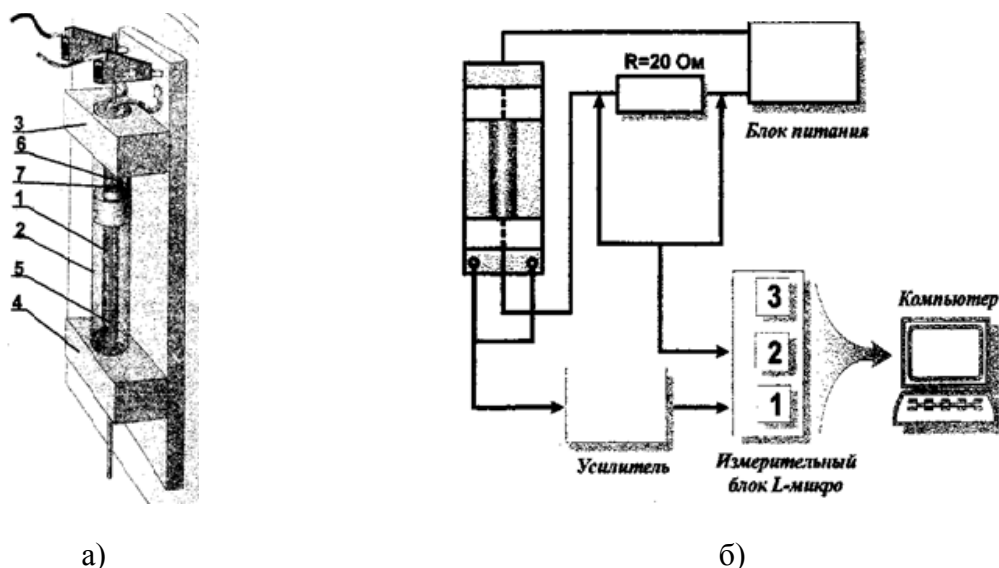 3
6
7
1
2
5
4
R=20 Ом
Блок питания
3
2
1
Компьютер
Усилитель
Измерительный
блок L-микро
а)
б)